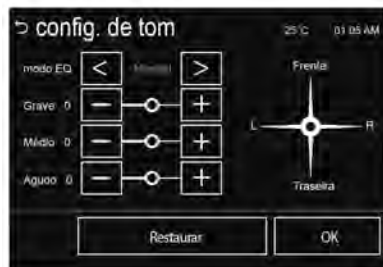 config. de tom
25°C 01:05 AM
modo EQ < Manual >
Frente
Grave 0 − +
L R
Médio 0 − +
Agudo 0 − +
Traseira
Restaurar OK